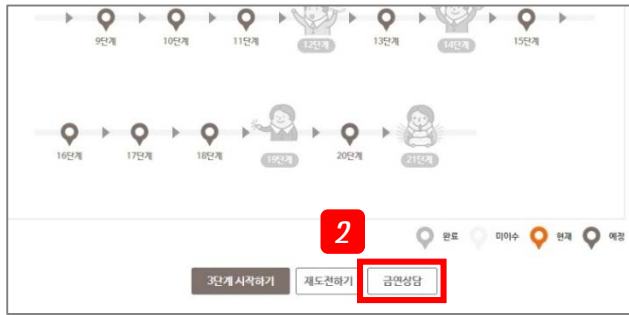 9단계 10단계 11단계 12단계 13단계 14단계 15단계
16단계 17단계 18단계 19단계 20단계 21단계
2
완료 미이수 현재 예정
3단계 시작하기 재도전하기 금연상담